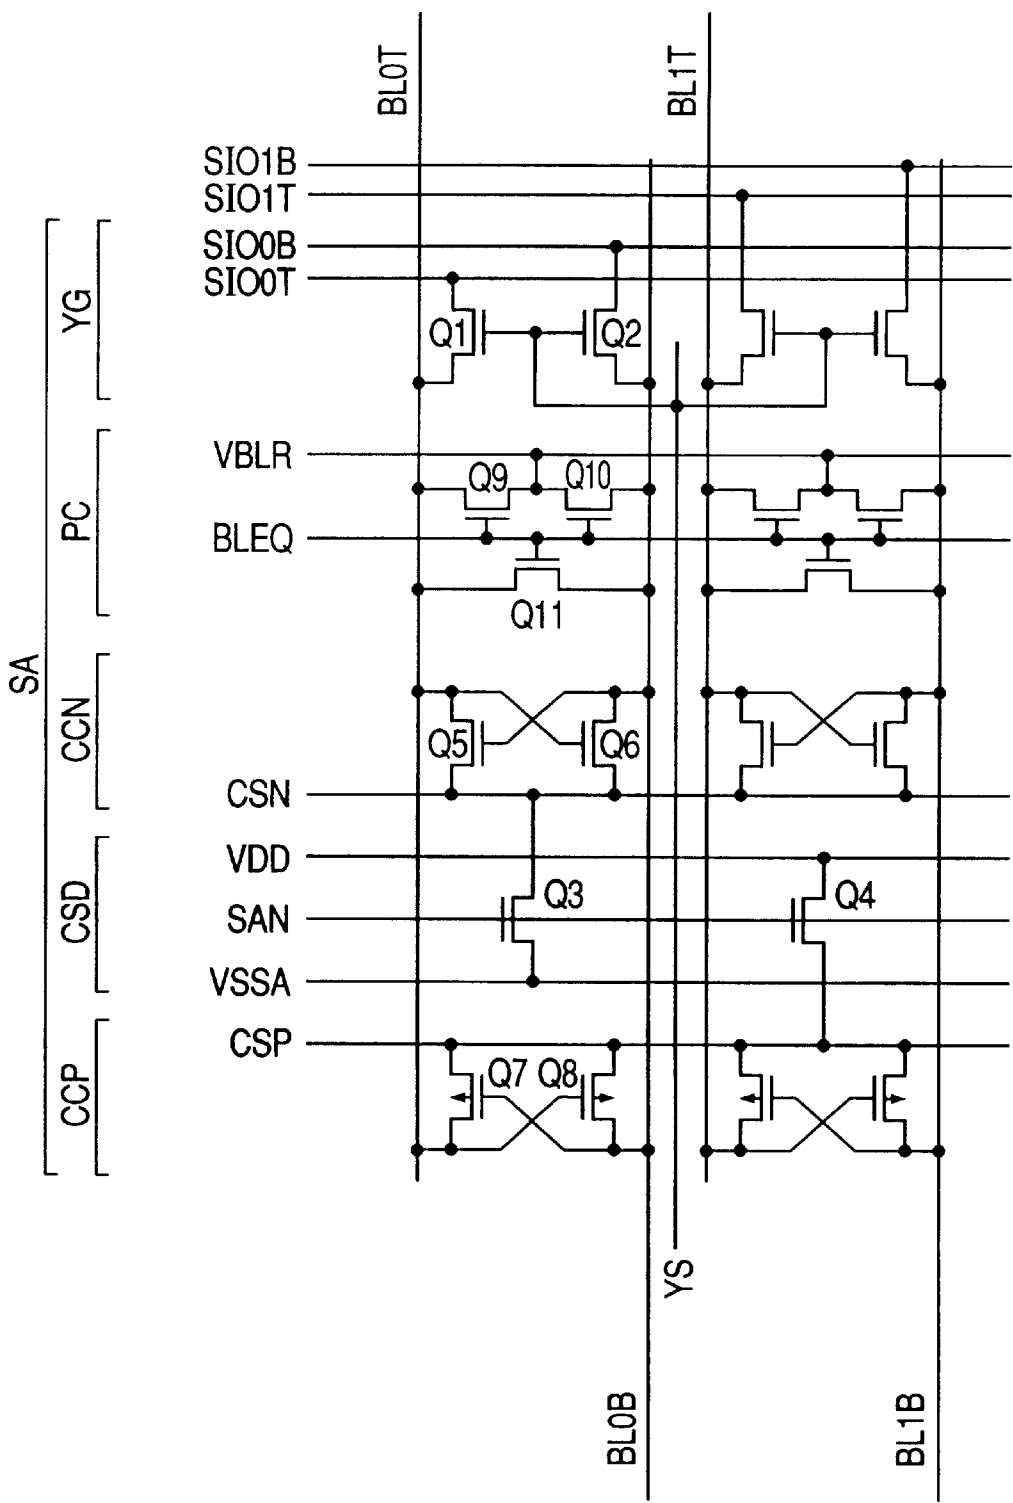 BL0T
BL1T
SIO1B
SIO1T
SIO0B
SIO0T
YG
Q1
Q2
VBLR
Q9
Q10
PC
BLEQ
Q11
SA
CCN
Q5
Q6
CSN
CSD
VDD
Q3
Q4
SAN
VSSA
CSP
CCP
Q7
Q8
YS
BL0B
BL1B